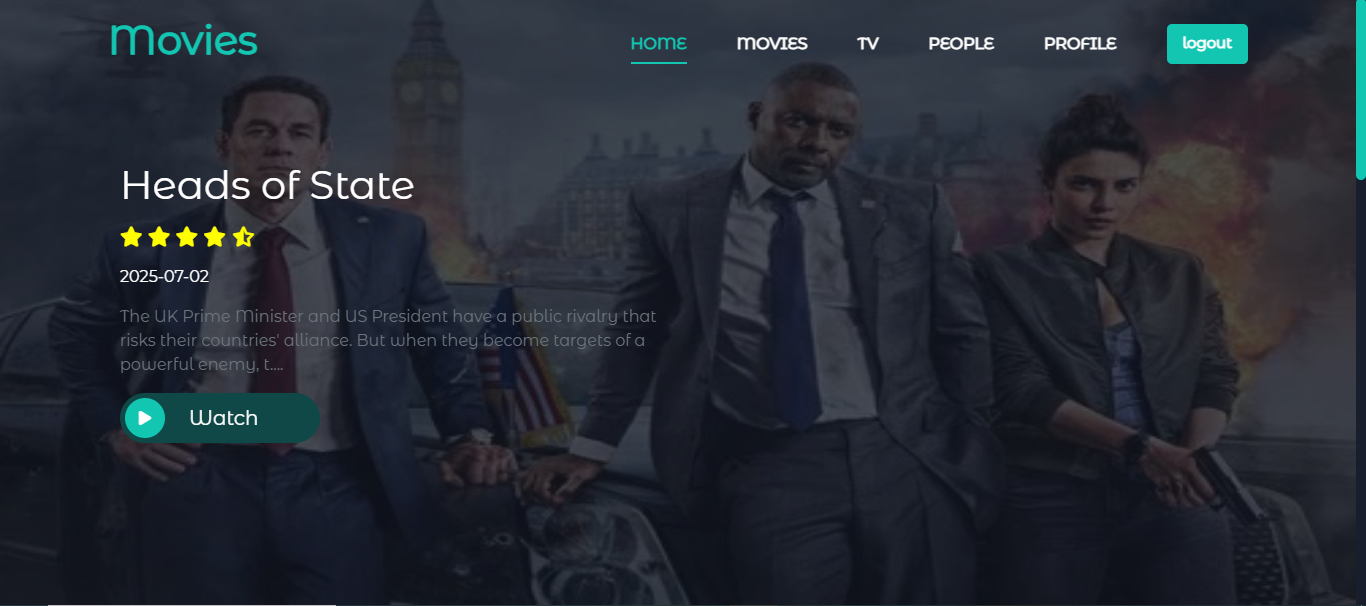 Movies
HOME MOVIES TV PEOPLE PROFILE logout
Heads of State
2025-07-02
The UK Prime Minister and US President have a public rivalry that
risks their countries' alliance. But when they become targets of a
powerful enemy, t....
Watch